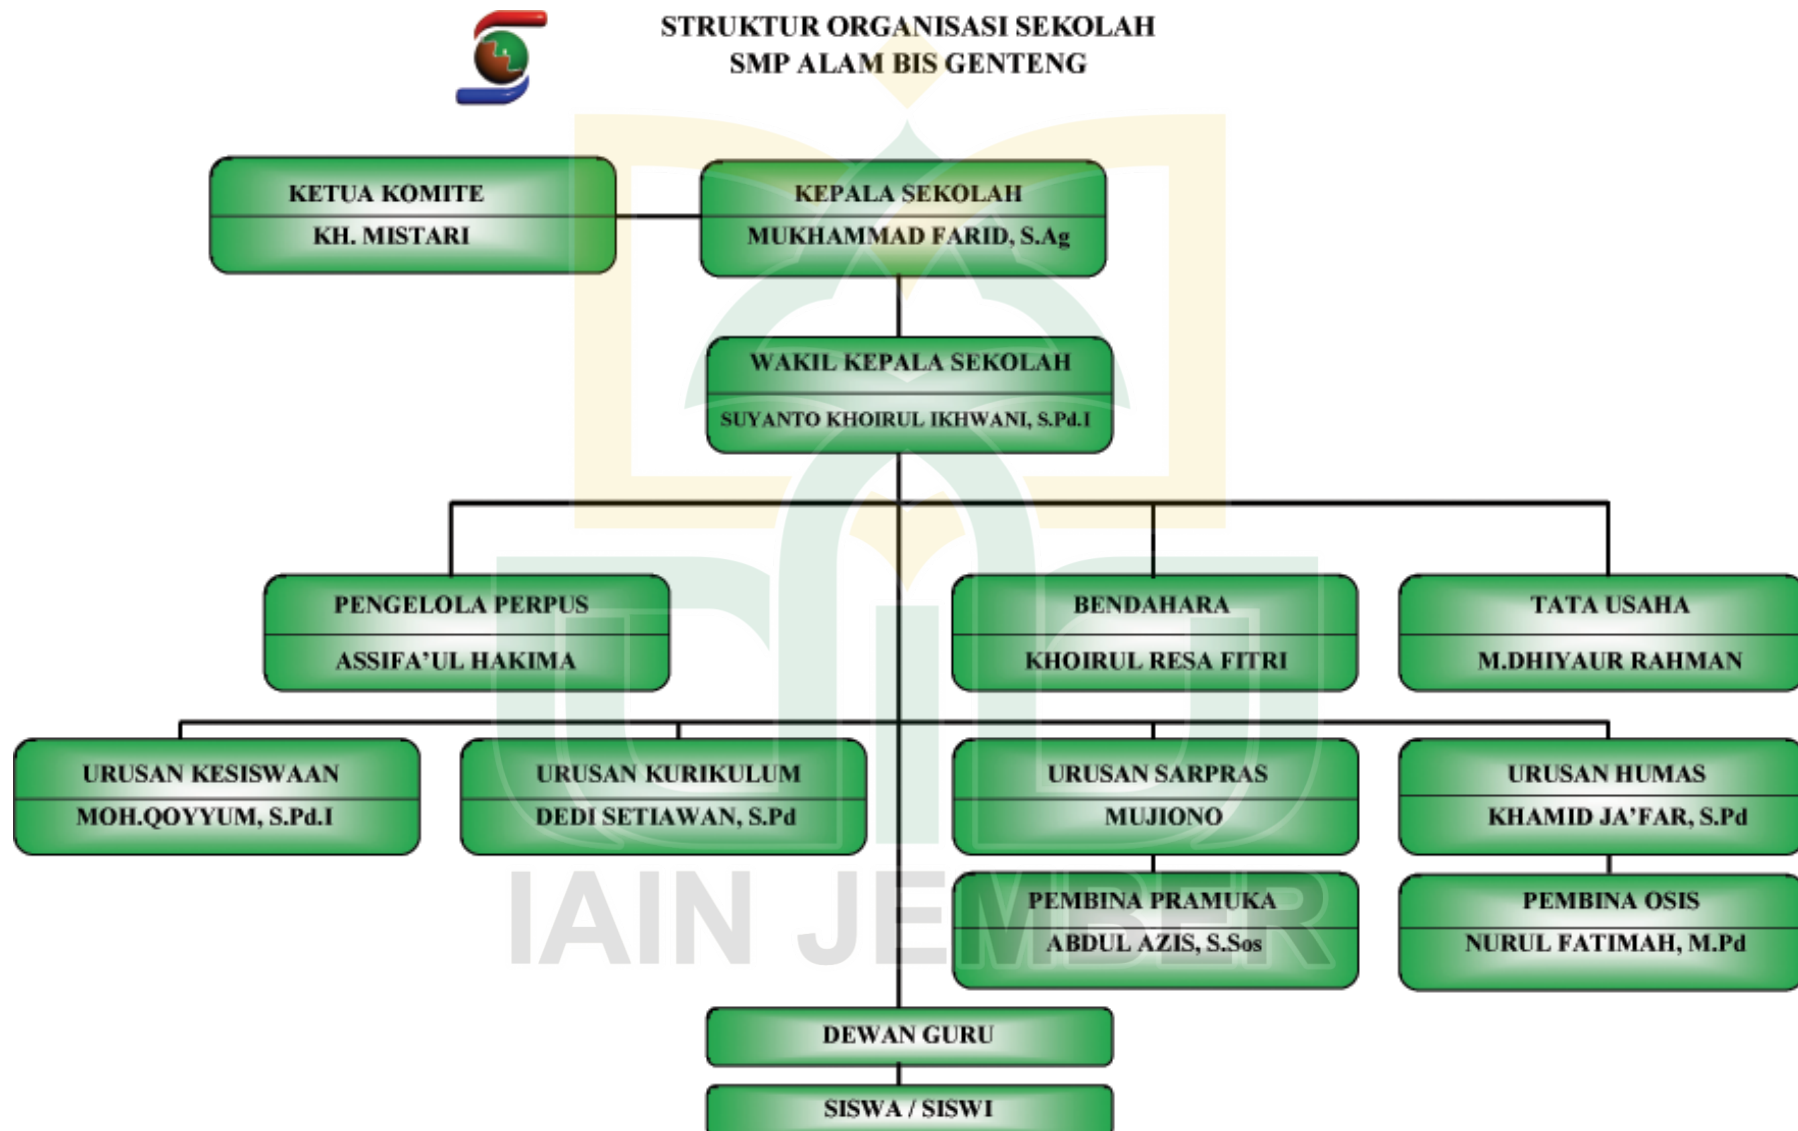 STRUKTUR ORGANISASI SEKOLAH
SMP ALAM BIS GENTENG
KETUA KOMITE
KH. MISTARI
KEPALA SEKOLAH
MUKHAMMAD FARID, S.Ag
WAKIL KEPALA SEKOLAH
SUYANTO KHOIRUL IKHWANI, S.Pd.I
PENGELOLA PERPUS
ASSIFA’UL HAKIMA
BENDAHARA
KHOIRUL RESA FITRI
TATA USAHA
M.DHIYAUR RAHMAN
URUSAN KESISWAAN
MOH.QOYYUM, S.Pd.I
URUSAN KURIKULUM
DEDI SETIAWAN, S.Pd
URUSAN SARPRAS
MUJIONO
URUSAN HUMAS
KHAMID JA’FAR, S.Pd
PEMBINA PRAMUKA
ABDUL AZIS, S.Sos
PEMBINA OSIS
NURUL FATIMAH, M.Pd
IAIN JEMBER
DEWAN GURU
SISWA / SISWI